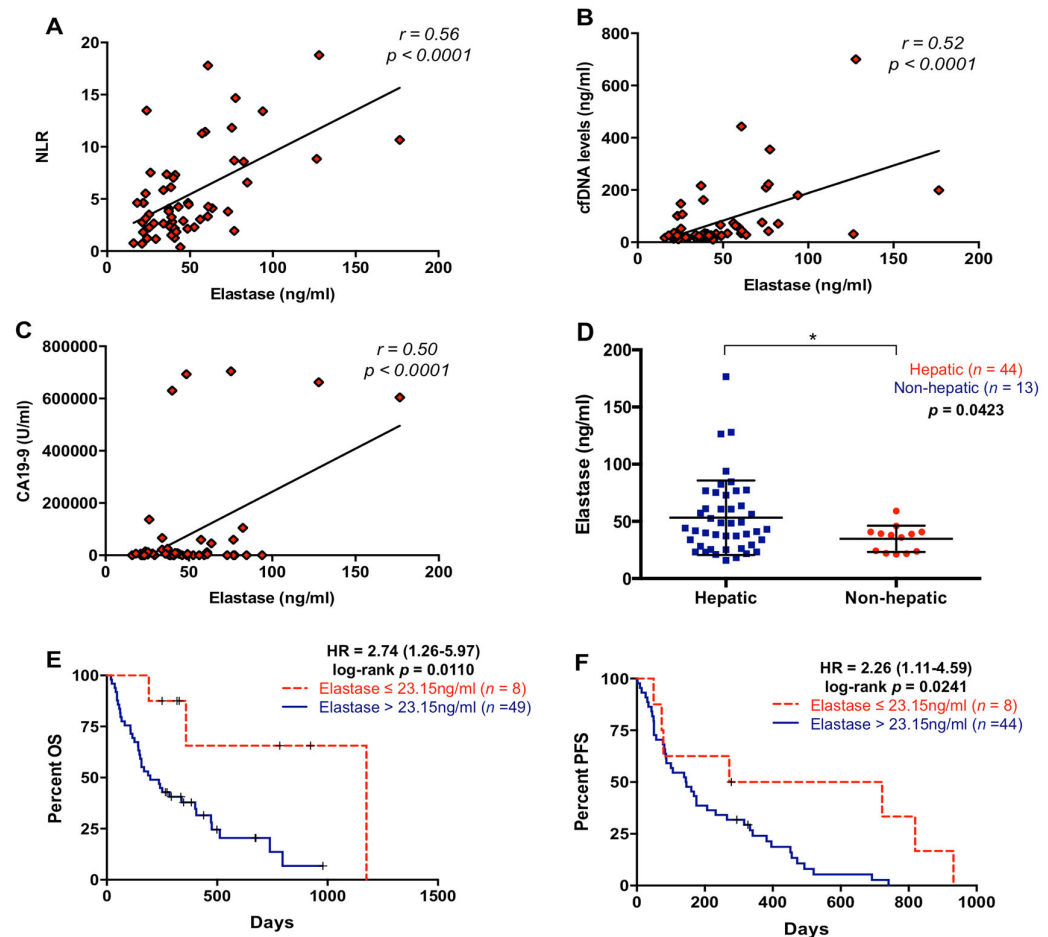 A
r = 0.56
p < 0.0001
20
15
10
5
0
NLR
0
50
100
150
200
Elastase (ng/ml)
B
r = 0.52
p < 0.0001
800
600
400
200
0
cfDNA levels (ng/ml)
0
50
100
150
200
Elastase (ng/ml)
C
r = 0.50
p < 0.0001
800000
600000
400000
200000
0
CA19-9 (U/ml)
0
50
100
150
200
Elastase (ng/ml)
D
*
Hepatic (n = 44)
Non-hepatic (n = 13)
p = 0.0423
200
150
100
50
0
Elastase (ng/ml)
Hepatic
Non-hepatic
E
HR = 2.74 (1.26-5.97)
log-rank p = 0.0110
Elastase ≤ 23.15ng/ml (n = 8)
Elastase > 23.15ng/ml (n =49)
100
75
50
25
0
Percent OS
0
500
1000
1500
Days
F
HR = 2.26 (1.11-4.59)
log-rank p = 0.0241
Elastase ≤ 23.15ng/ml (n = 8)
Elastase > 23.15ng/ml (n =44)
100
75
50
25
0
Percent PFS
0
200
400
600
800
1000
Days